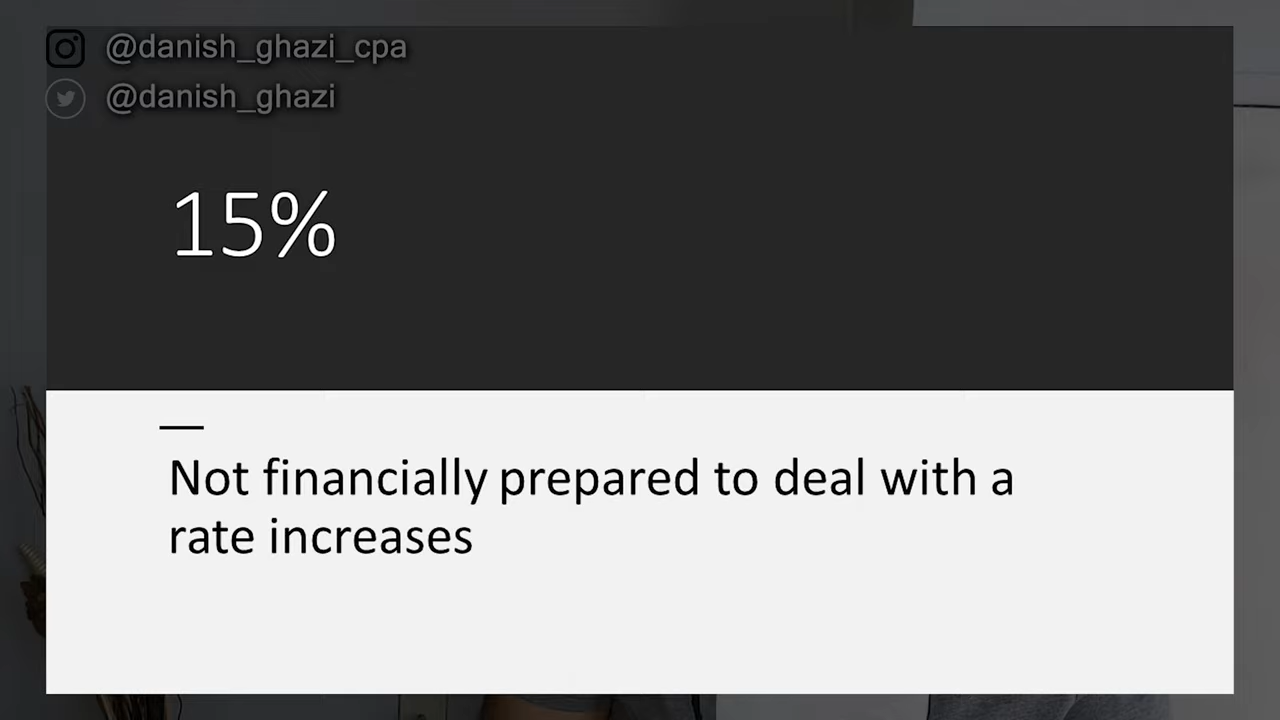 @danish_ghazi_cpa
@danish_ghazi
15%
Not financially prepared to deal with a
rate increases